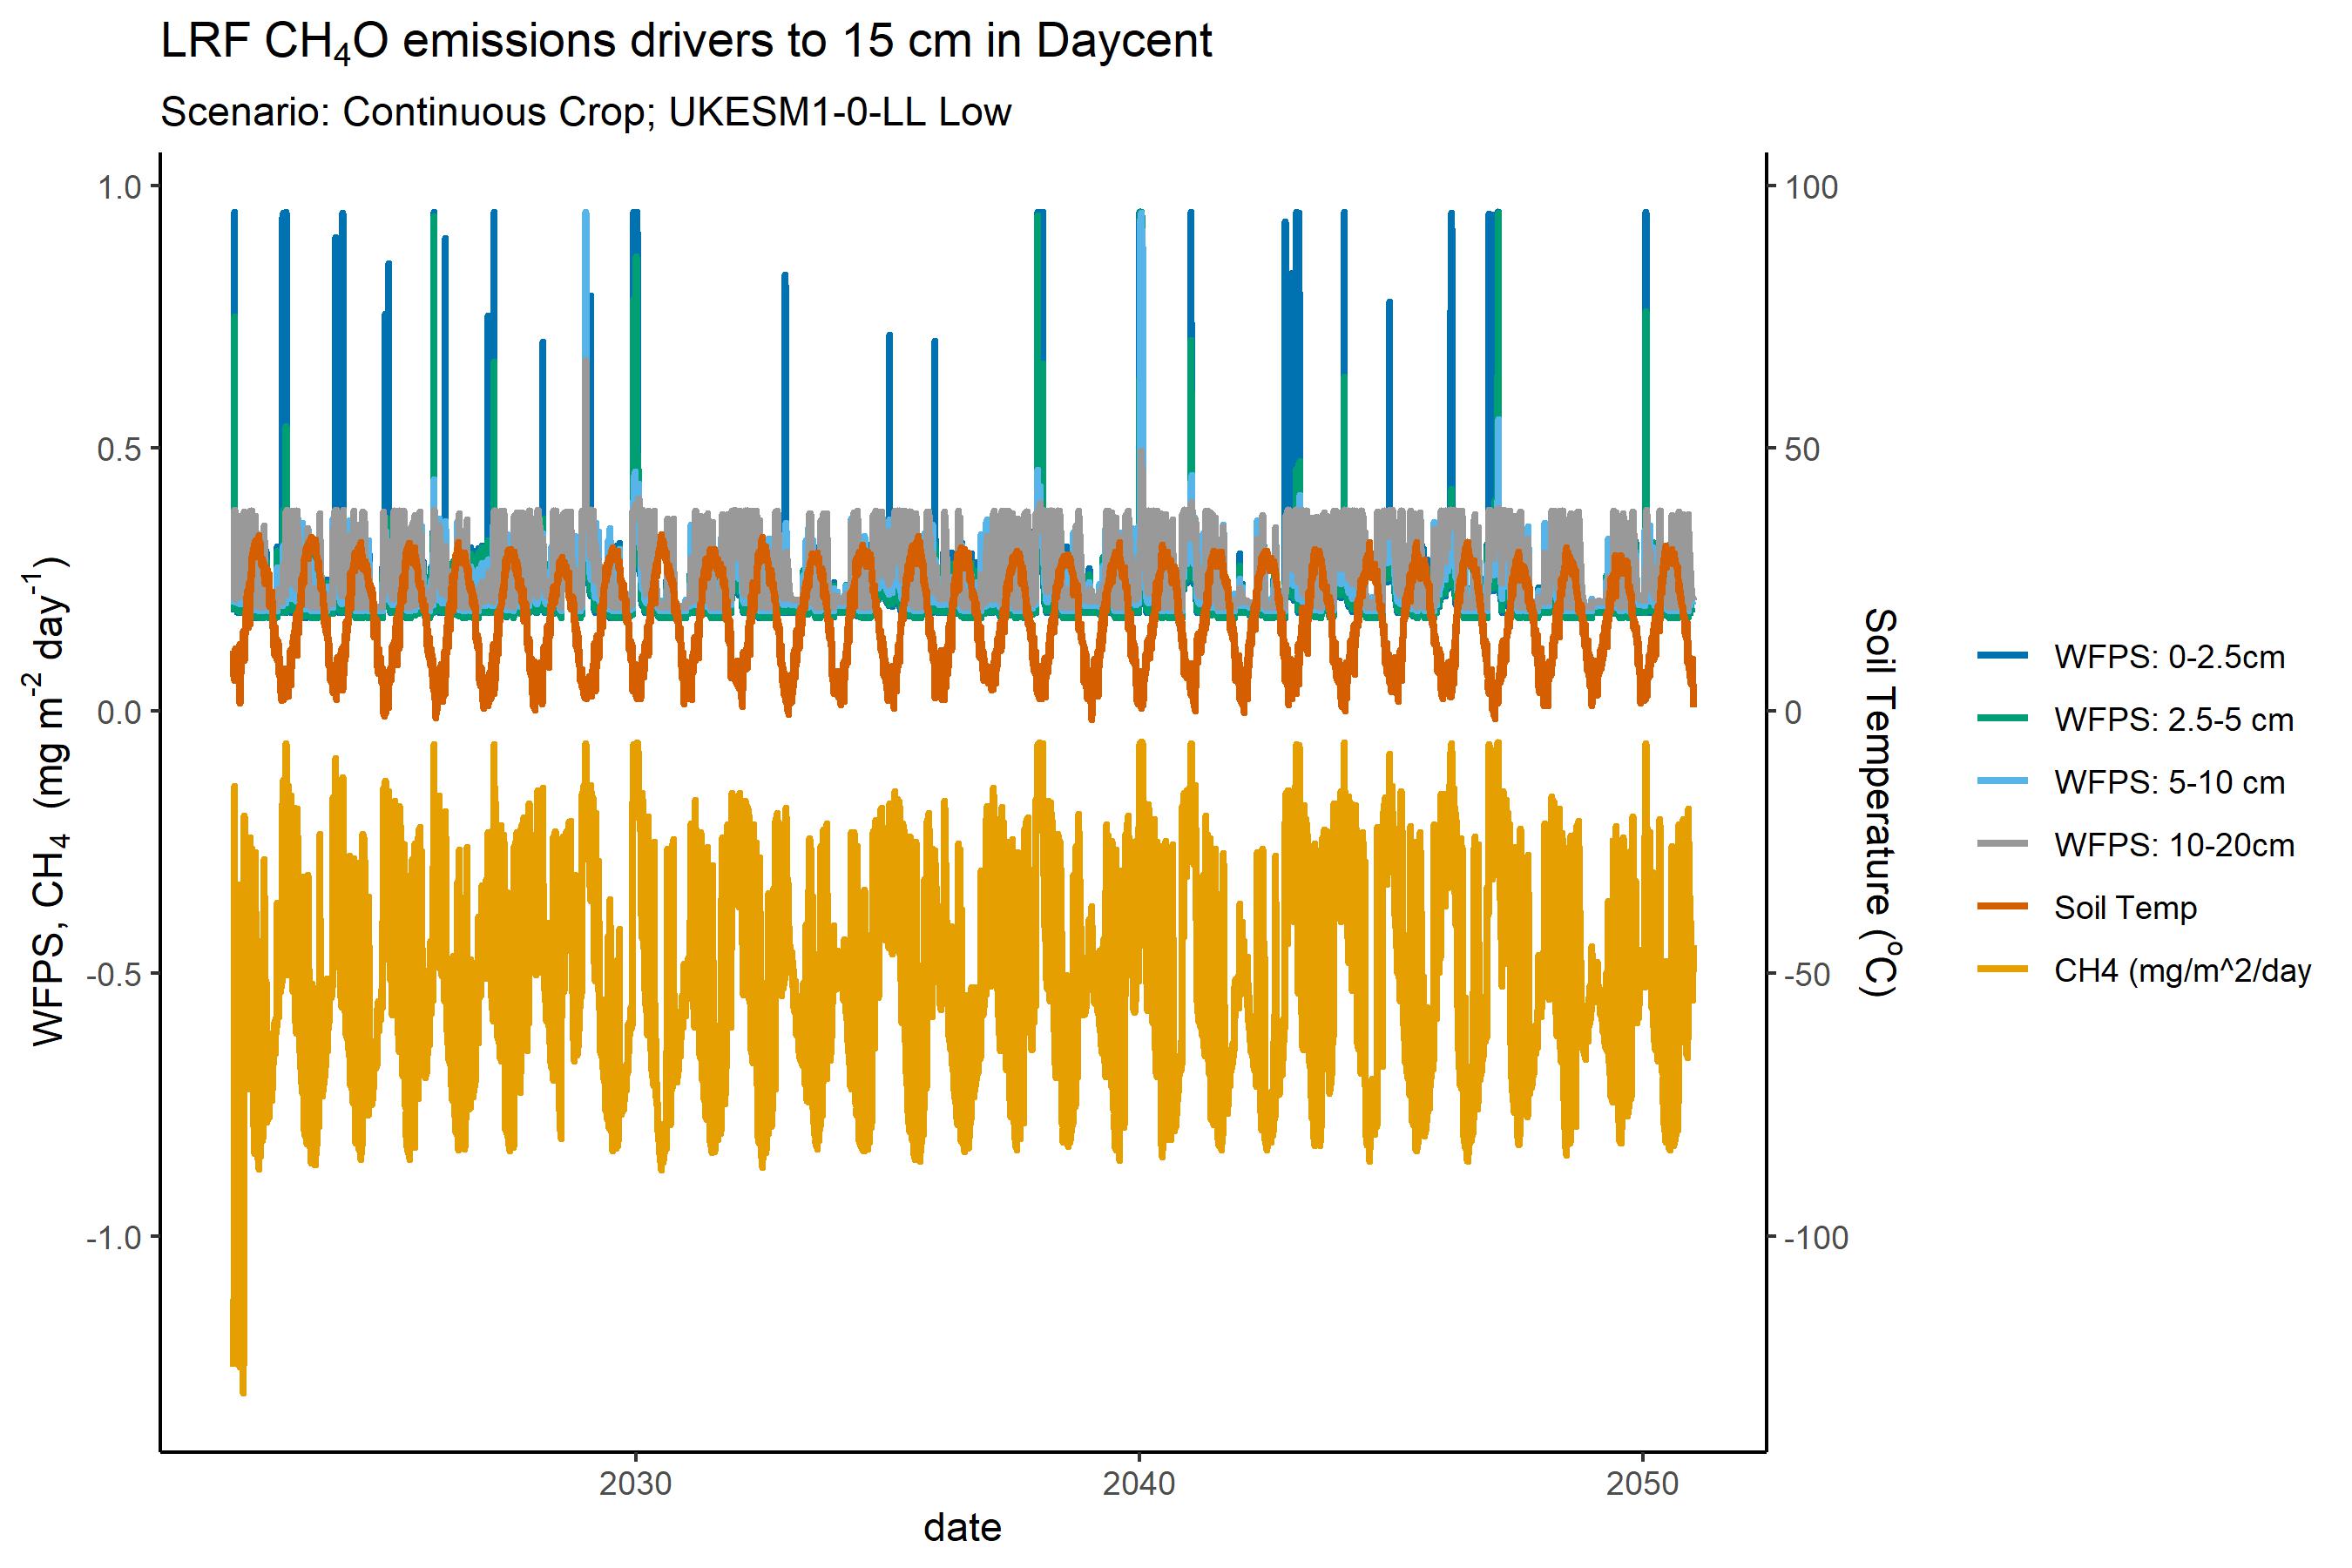 LRF CH₄O emissions drivers to 15 cm in Daycent
Scenario: Continuous Crop; UKESM1-0-LL Low
WFPS, CH₄ (mg m⁻² day⁻¹)
1.0
0.5
0.0
-0.5
-1.0
100
50
0
-50
-100
Soil Temperature (°C)
2030
2040
2050
date
WFPS: 0-2.5cm
WFPS: 2.5-5 cm
WFPS: 5-10 cm
WFPS: 10-20cm
Soil Temp
CH4 (mg/m^2/day